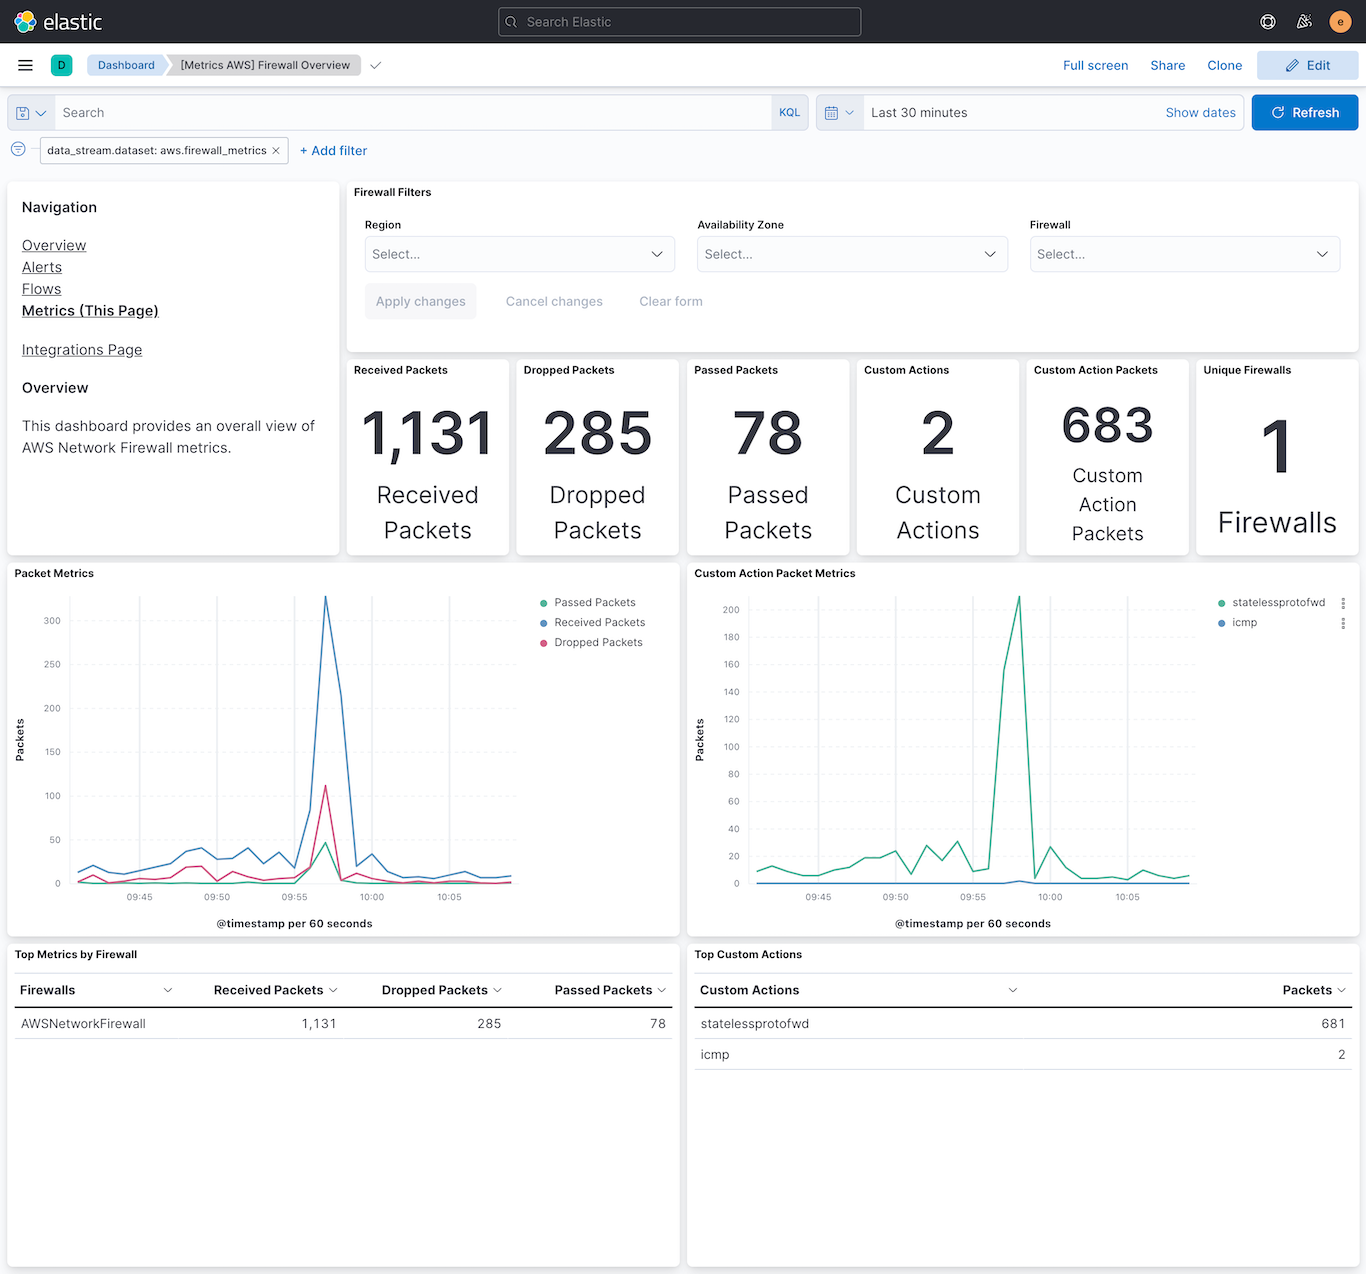 elastic
Search Elastic
e
D
Dashboard
[Metrics AWS] Firewall Overview
Full screen
Share
Clone
Edit
Search
KQL
Last 30 minutes
Show dates
Refresh
data_stream.dataset: aws.firewall_metrics ×
+ Add filter
Navigation
Overview
Alerts
Flows
Metrics (This Page)
Integrations Page
Overview
This dashboard provides an overall view of
AWS Network Firewall metrics.
Firewall Filters
Region
Availability Zone
Firewall
Select...
Select...
Select...
Apply changes
Cancel changes
Clear form
Received Packets
1,131
Received
Packets
Dropped Packets
285
Dropped
Packets
Passed Packets
78
Passed
Packets
Custom Actions
2
Custom
Actions
Custom Action Packets
683
Custom
Action
Packets
Unique Firewalls
1
Firewalls
Packet Metrics
Packets
300
250
200
150
100
50
0
09:45
09:50
09:55
10:00
10:05
@timestamp per 60 seconds
Passed Packets
Received Packets
Dropped Packets
Custom Action Packet Metrics
Packets
200
180
160
140
120
100
80
60
40
20
0
09:45
09:50
09:55
10:00
10:05
@timestamp per 60 seconds
statelessprotofwd
icmp
Top Metrics by Firewall
Firewalls Received Packets Dropped Packets Passed Packets
AWSNetworkFirewall 1,131 285 78
Top Custom Actions
Custom Actions Packets
statelessprotofwd 681
icmp 2